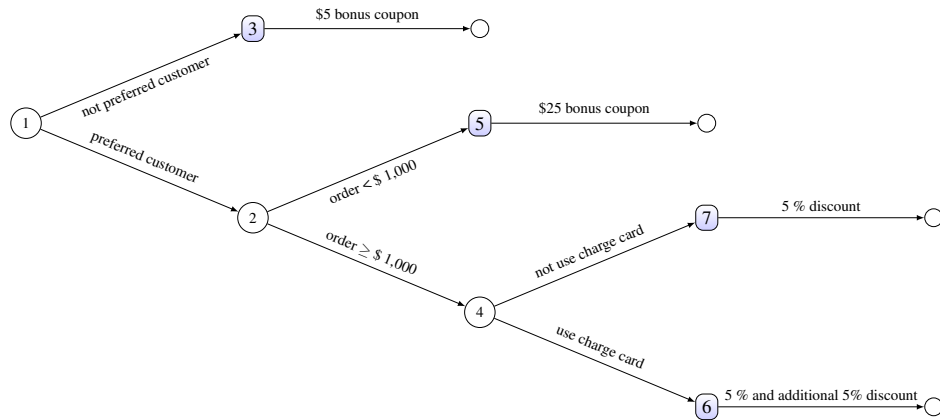 3
$5 bonus coupon
not preferred customer
1
preferred customer
5
$25 bonus coupon
order < $ 1,000
2
order ≥ $ 1,000
7
5 % discount
not use charge card
4
use charge card
6
5 % and additional 5% discount